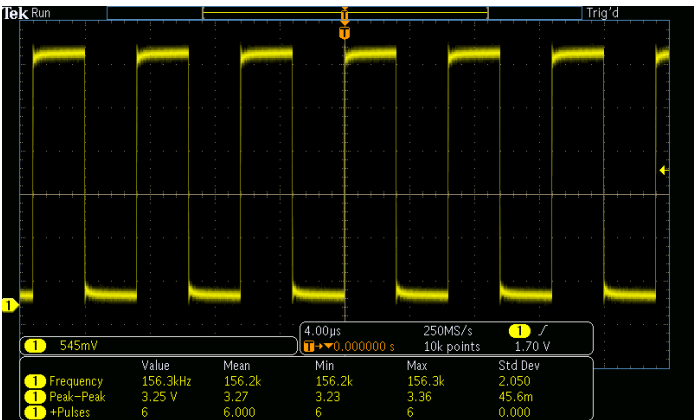 Tek Run Trig'd
T
T
1
4.00µs 250MS/s 1
1 545mV T→▼0.000000 s 10k points 1.70 V
Value Mean Min Max Std Dev
1 Frequency 156.3kHz 156.2k 156.2k 156.3k 2.050
1 Peak–Peak 3.25 V 3.27 3.23 3.36 45.6m
1 +Pulses 6 6.000 6 6 0.000